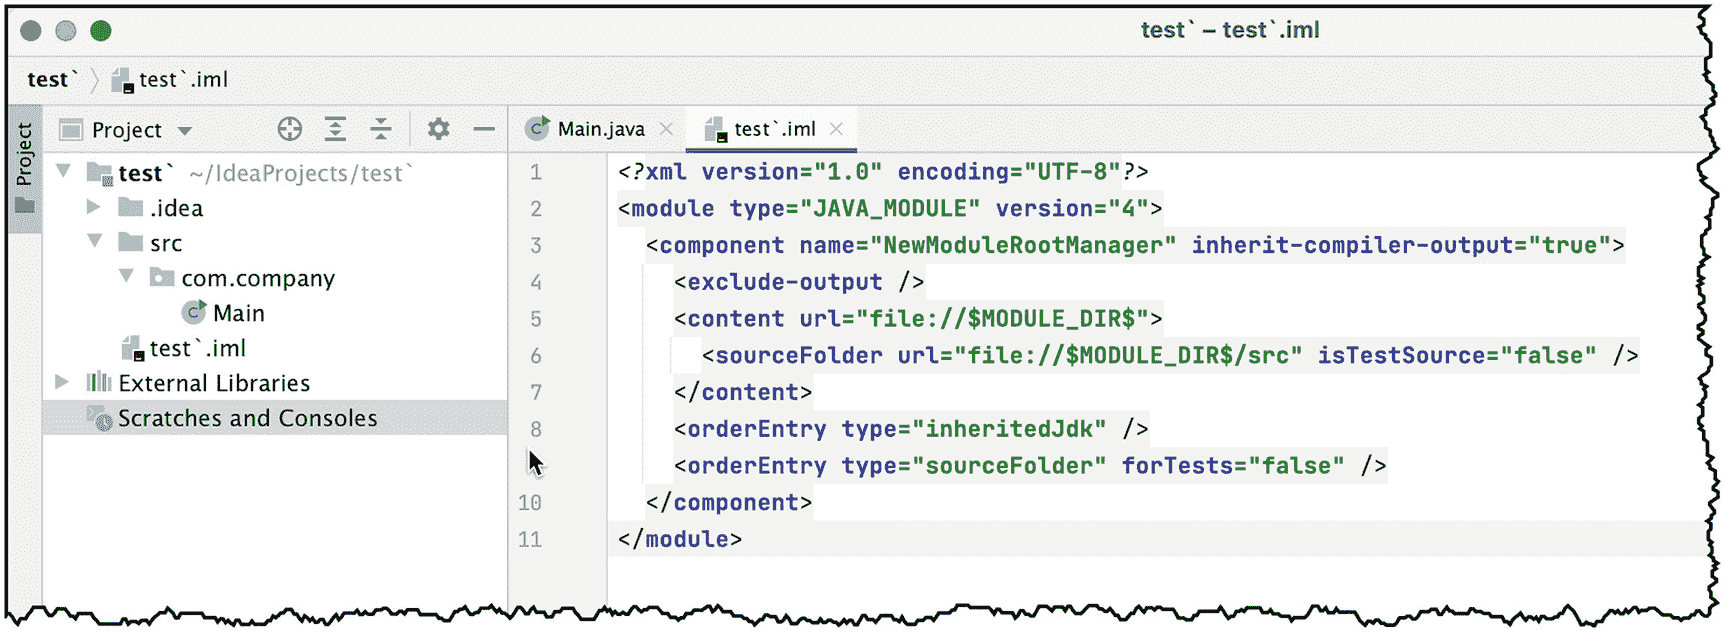 test` – test`.iml
test` 〉 test`.iml
Project
Project
Main.java
test`.iml
test` ~/IdeaProjects/test`
.idea
src
com.company
Main
test`.iml
External Libraries
Scratches and Consoles
1 <?xml version="1.0" encoding="UTF-8"?>
2 <module type="JAVA_MODULE" version="4">
3 <component name="NewModuleRootManager" inherit-compiler-output="true">
4 <exclude-output />
5 <content url="file://$MODULE_DIR$">
6 <sourceFolder url="file://$MODULE_DIR$/src" isTestSource="false" />
7 </content>
8 <orderEntry type="inheritedJdk" />
<orderEntry type="sourceFolder" forTests="false" />
10 </component>
11 </module>